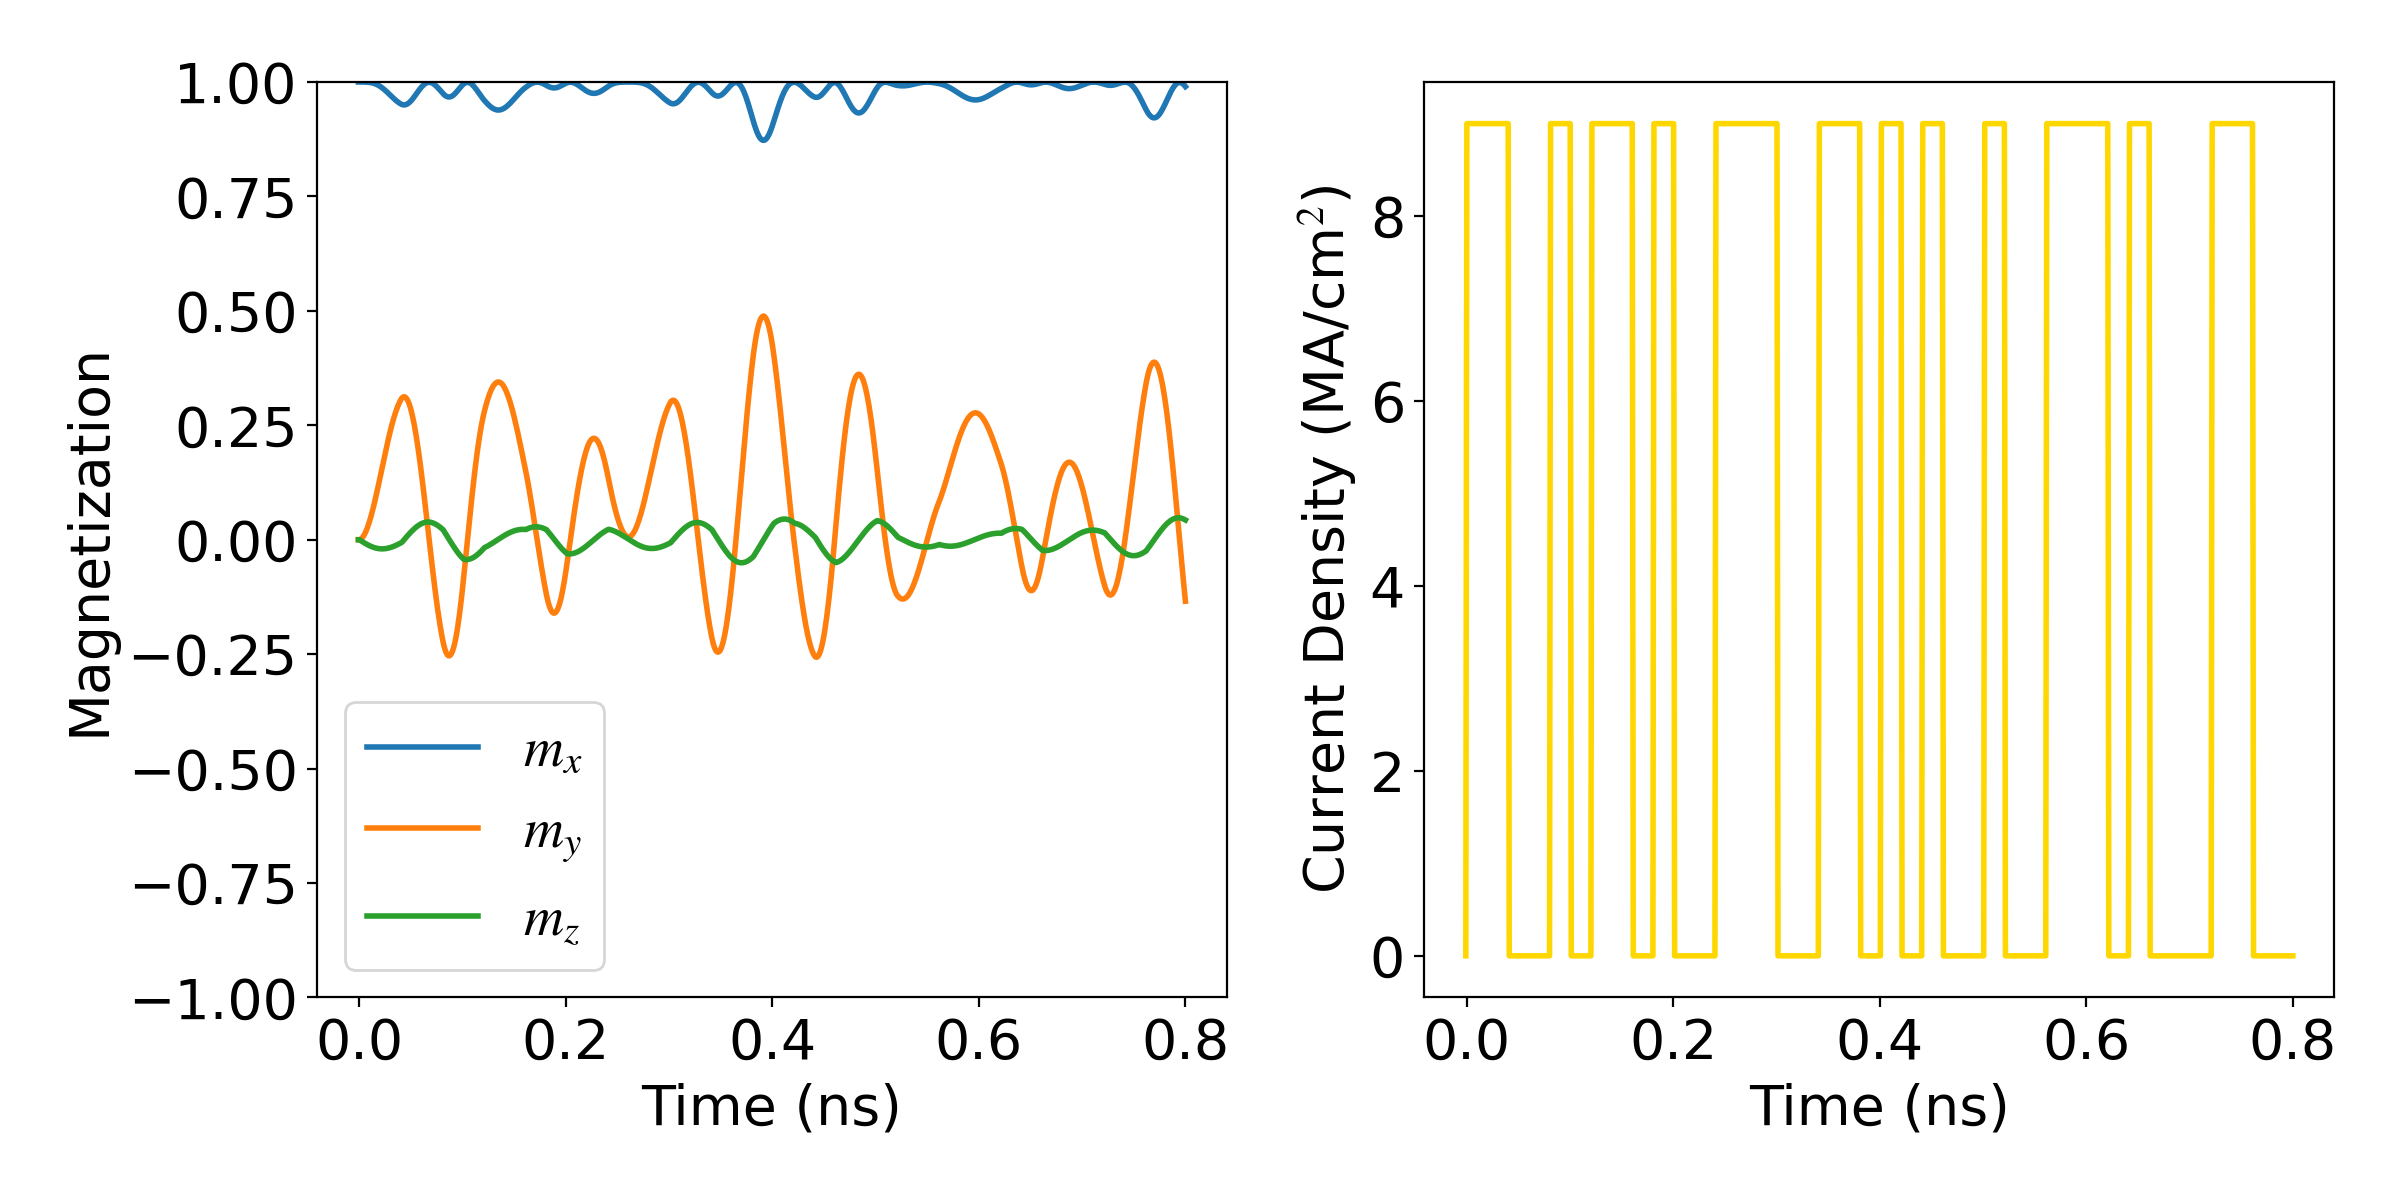 Magnetization
1.00
0.75
0.50
0.25
0.00
−0.25
−0.50
−0.75
−1.00
0.0 0.2 0.4 0.6 0.8
Time (ns)
m_x
m_y
m_z
Current Density (MA/cm²)
8
6
4
2
0
0.0 0.2 0.4 0.6 0.8
Time (ns)